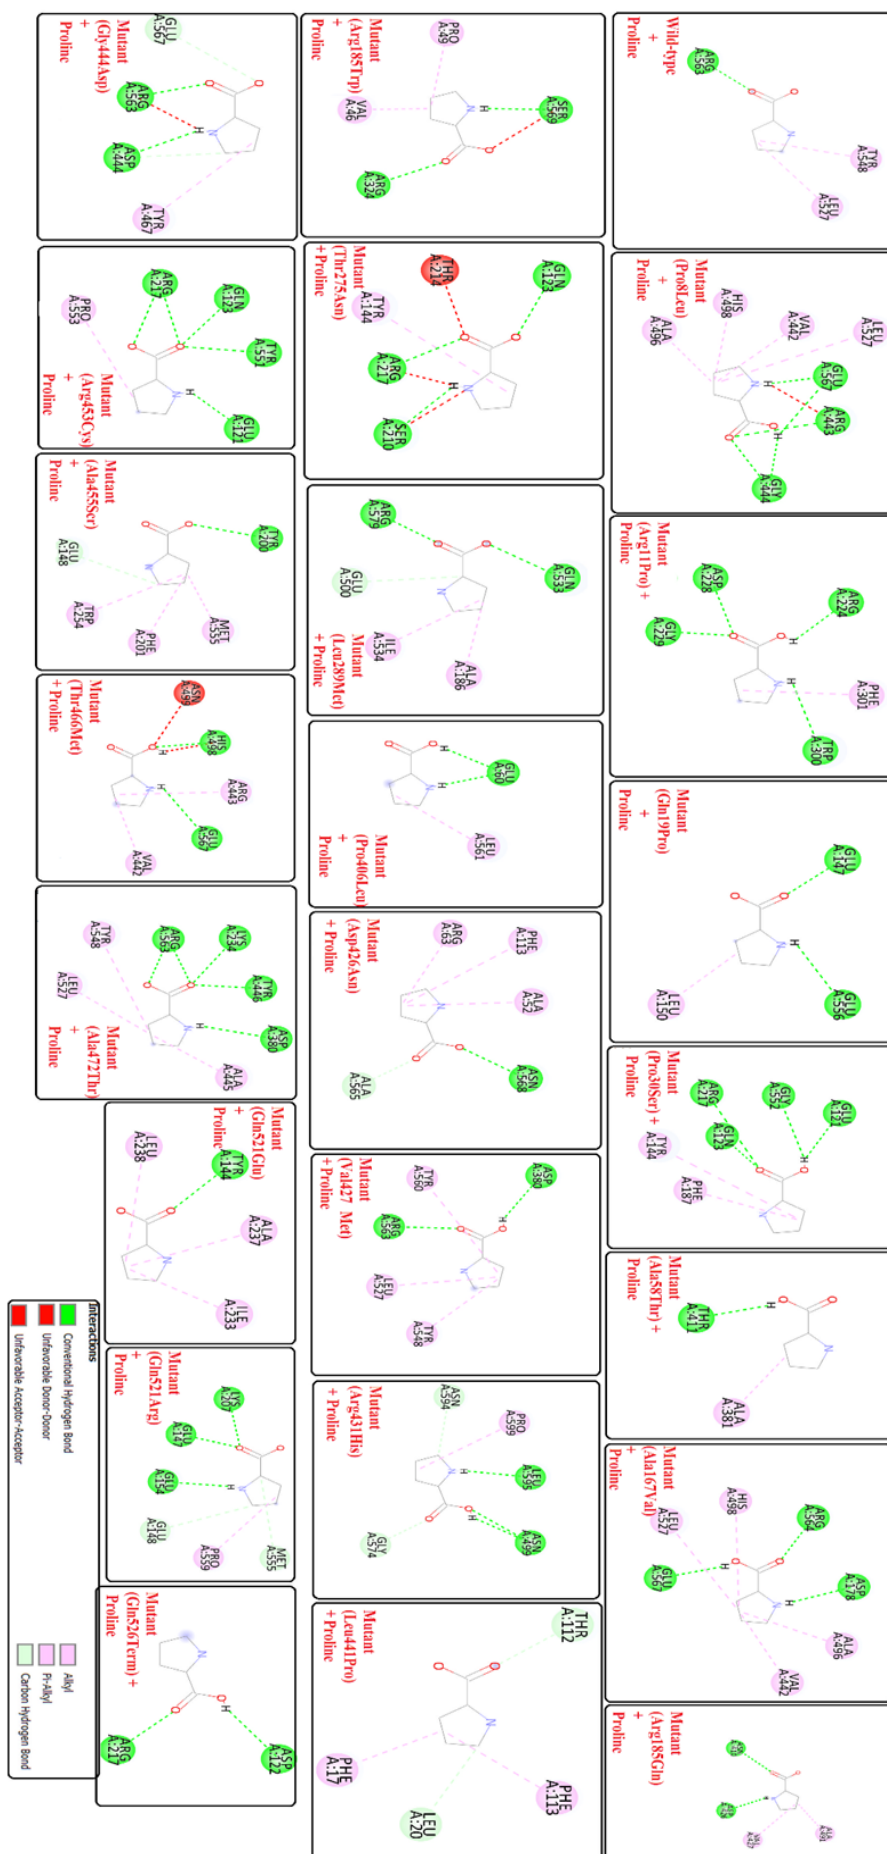 Wild-type
+
Proline
ARG
A:563
TYR
A:548
LEU
A:527
Mutant
(Pro8Leu)
+
Proline
ALA
A:496
HIS
A:498
VAL
A:442
LEU
A:527
GLU
A:567
ARG
A:443
GLY
A:444
H
H
Mutant
(Arg11Pro) +
Proline
ASP
A:228
GLY
A:229
ARG
A:224
PHE
A:301
TRP
A:300
H
H
Mutant
(Gln19Pro)
+
Proline
GLU
A:147
LEU
A:150
GLU
A:556
H
Mutant
(Pro30Ser) +
Proline
ARG
A:217
GLN
A:123
GLY
A:552
GLU
A:121
TYR
A:144
PHE
A:187
H
Mutant
(Ala58Thr) +
Proline
THR
A:411
ALA
A:381
H
Mutant
(Ala167Val)
+
Proline
LEU
A:527
HIS
A:498
ARG
A:564
GLU
A:567
ASP
A:178
ALA
A:496
VAL
A:442
H
H
Mutant
(Arg185Gln)
+
Proline
Mutant
(Arg185Trp)
+
Proline
PRO
A:49
VAL
A:46
SER
A:569
ARG
A:324
H
Mutant
(Thr275Asn)
+ Proline
THR
A:214
GLN
A:123
TYR
A:144
ARG
A:217
SER
A:210
H
Mutant
(Leu289Met)
+ Proline
ARG
A:579
GLN
A:533
GLU
A:500
ILE
A:534
ALA
A:186
Mutant
(Pro406Leu)
+
Proline
GLU
A:60
LEU
A:561
H
H
Mutant
(Asp426Asn)
+ Proline
ARG
A:63
PHE
A:113
ALA
A:52
ALA
A:565
ASN
A:568
Mutant
(Val427 Met)
+ Proline
TYR
A:560
ASP
A:380
ARG
A:563
LEU
A:527
TYR
A:548
H
Mutant
(Arg431His)
+ Proline
ASN
A:594
PRO
A:599
LEU
A:595
GLY
A:574
ASN
A:499
H
H
Mutant
(Leu441Pro)
+ Proline
THR
A:112
PHE
A:17
LEU
A:20
PHE
A:113
Mutant
(Gly444Asp)
+
Proline
GLU
A:567
ARG
A:563
ASP
A:444
TYR
A:467
H
Mutant
(Arg453Cys)
+
Proline
ARG
A:217
GLN
A:123
TYR
A:551
PRO
A:553
GLU
A:121
H
Mutant
(Ala455Ser)
+
Proline
TYR
A:200
GLU
A:148
TRP
A:254
PHE
A:201
MET
A:555
Mutant
(Thr466Met)
+ Proline
ASN
A:499
HIS
A:498
ARG
A:443
GLU
A:567
VAL
A:442
H
H
Mutant
(Ala472Thr)
+
Proline
TYR
A:548
ARG
A:563
LYS
A:234
TYR
A:446
LEU
A:527
ASP
A:380
ALA
A:445
H
Mutant
(Gln521Glu)
+
Proline
LEU
A:238
TYR
A:144
ALA
A:237
ILE
A:233
Mutant
(Gln521Arg)
+
Proline
LYS
A:207
GLU
A:147
GLU
A:154
GLU
A:148
PRO
A:559
MET
A:555
H
Mutant
(Gln526Term) +
Proline
ARG
A:217
ASP
A:122
H
Interactions
Conventional Hydrogen Bond
Unfavorable Donor-Donor
Unfavorable Acceptor-Acceptor
Alkyl
Pi-Alkyl
Carbon Hydrogen Bond